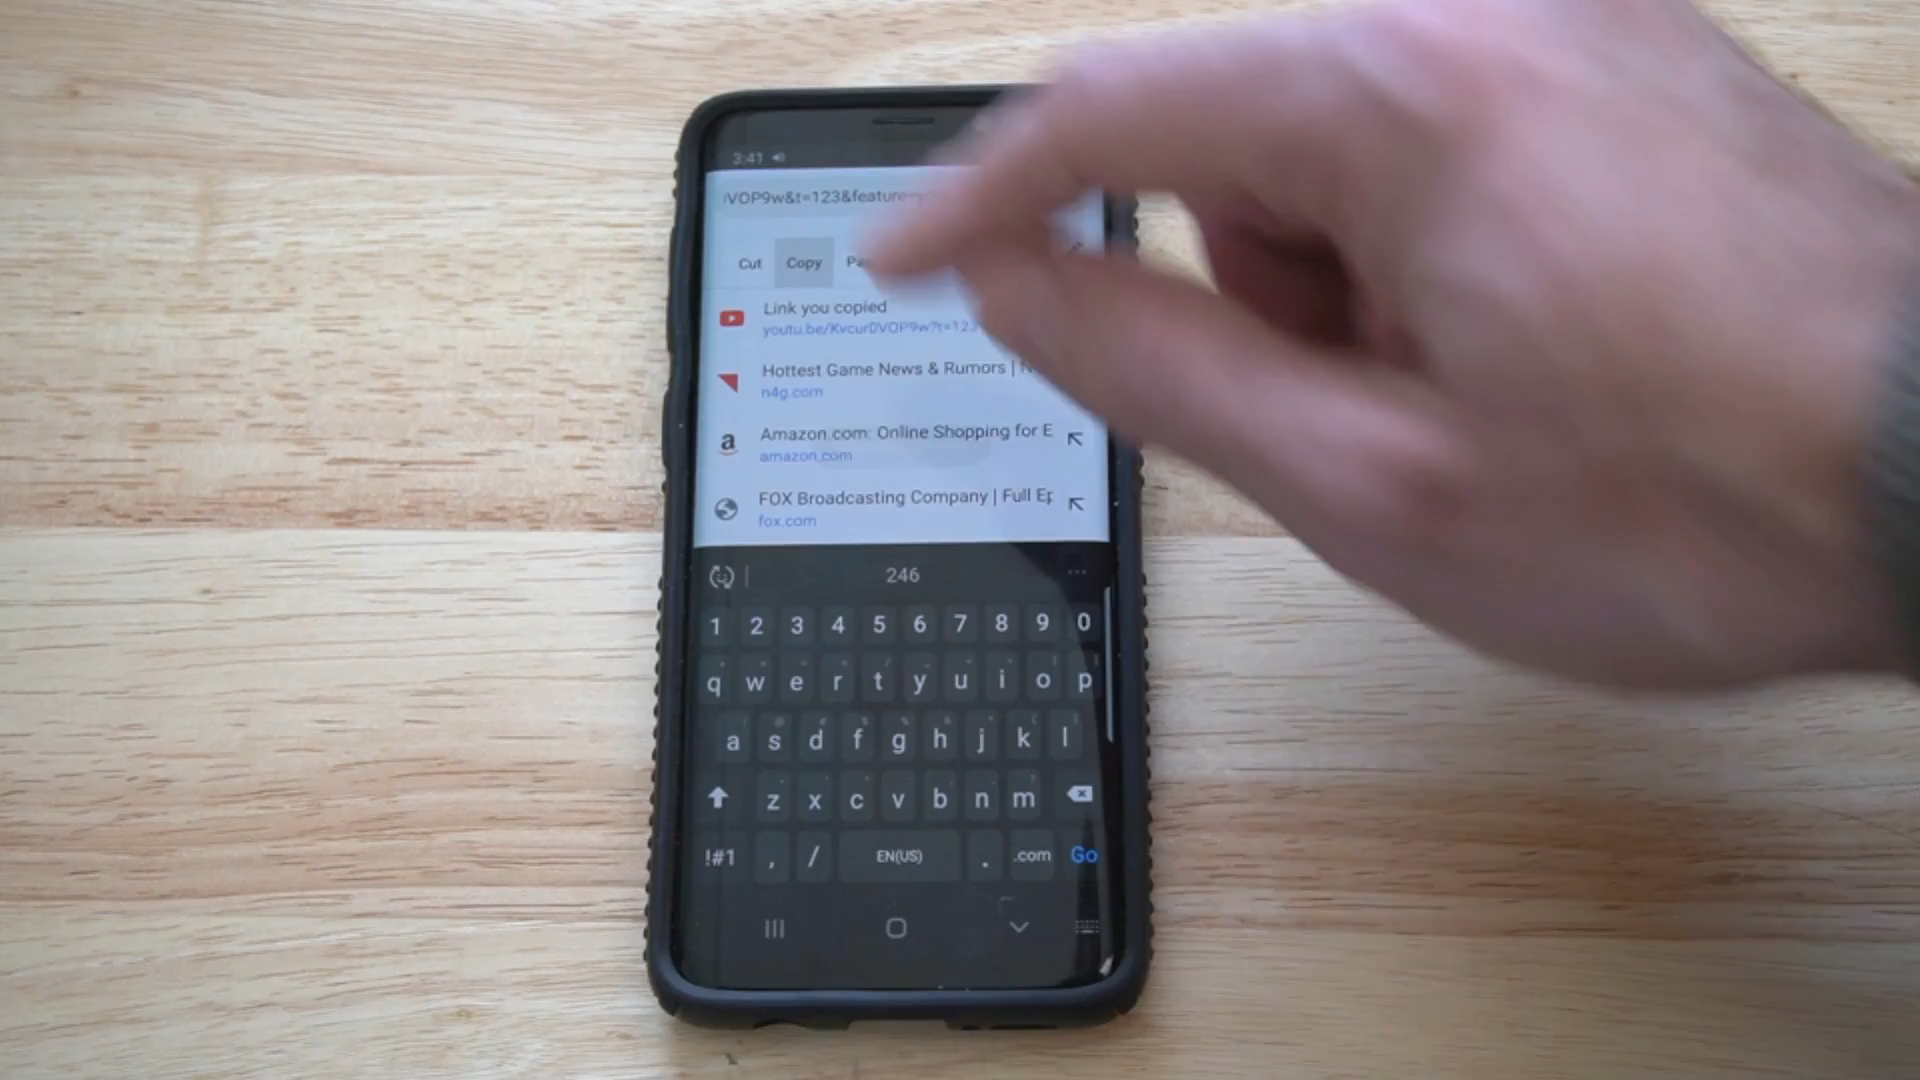 3:41
VOP9w&t=123&feature
Cut Copy
Link you copied
youtu.be/Kvcur0VOP9w?t=123
Hottest Game News & Rumors |
n4g.com
a Amazon.com: Online Shopping for E
amazon.com
FOX Broadcasting Company | Full Ep
fox.com
246 ...
1 2 3 4 5 6 7 8 9 0
q w e r t y u i o p
a s d f g h j k l
z x c v b n m
!#1 , / EN(US) . .com Go